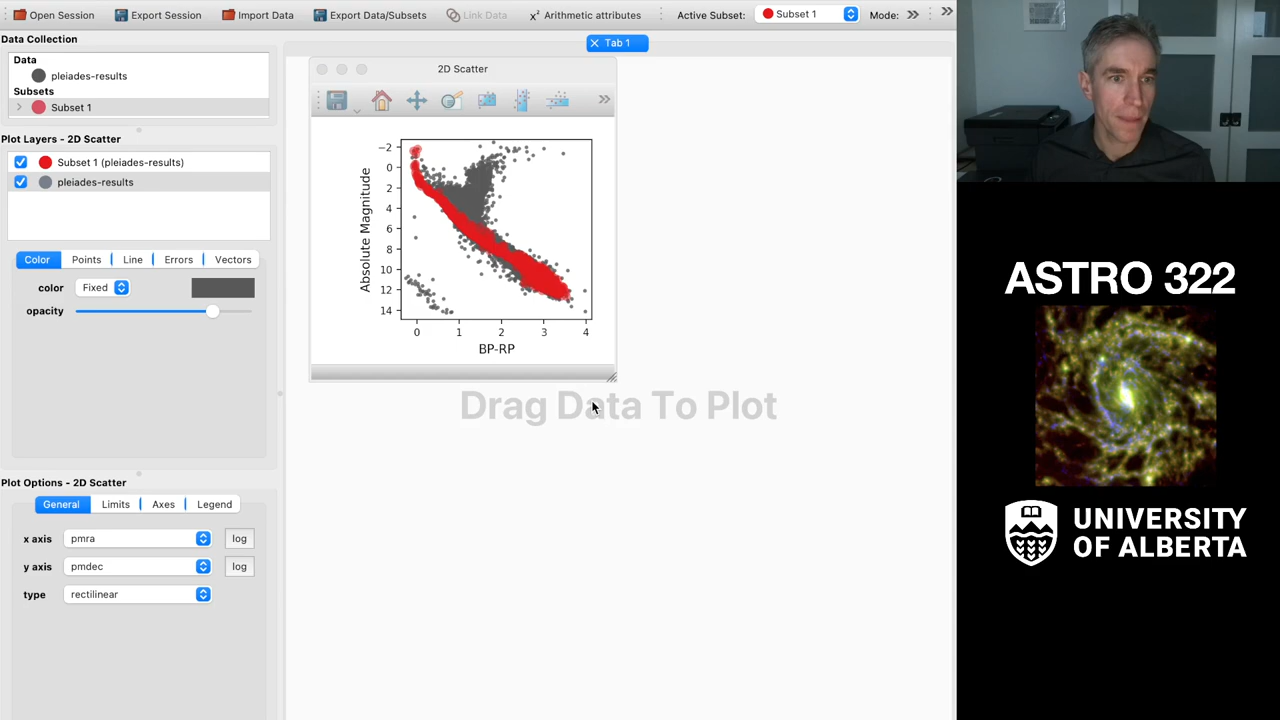 Open Session
Export Session
Import Data
Export Data/Subsets
Link Data
x² Arithmetic attributes
Active Subset:
Subset 1
Mode:
Data Collection
Data
pleiades-results
Subsets
Subset 1
Plot Layers - 2D Scatter
Subset 1 (pleiades-results)
pleiades-results
Color
Points
Line
Errors
Vectors
color
Fixed
opacity
Plot Options - 2D Scatter
General
Limits
Axes
Legend
x axis
pmra
log
y axis
pmdec
log
type
rectilinear
Tab 1
2D Scatter
Absolute Magnitude
−2
0
2
4
6
8
10
12
14
0 1 2 3 4
BP-RP
Drag Data To Plot
ASTRO 322
UNIVERSITY
OF ALBERTA